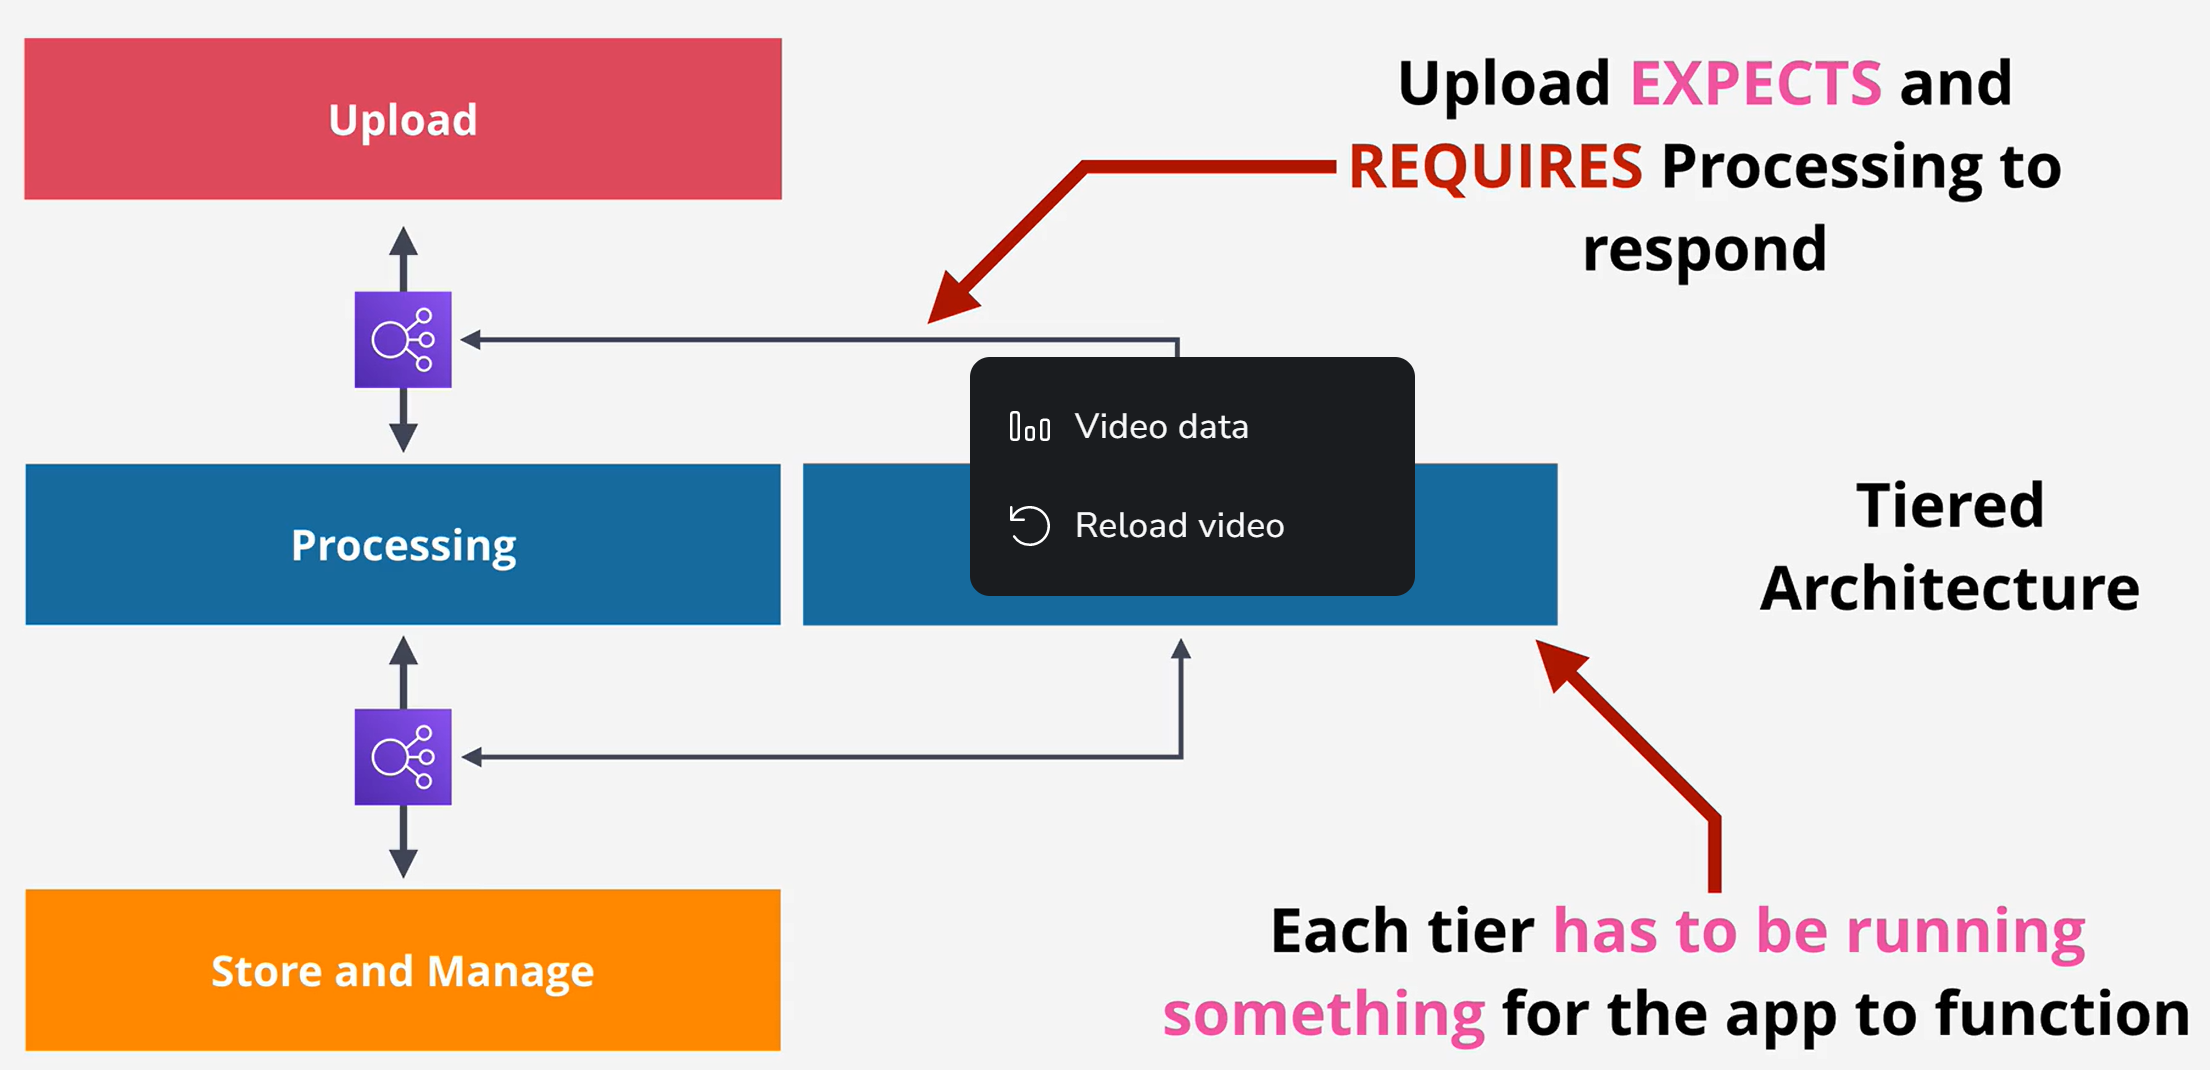 Upload
Upload EXPECTS and
REQUIRES Processing to
respond
Video data
Reload video
Processing
Tiered
Architecture
Store and Manage
Each tier has to be running
something for the app to function